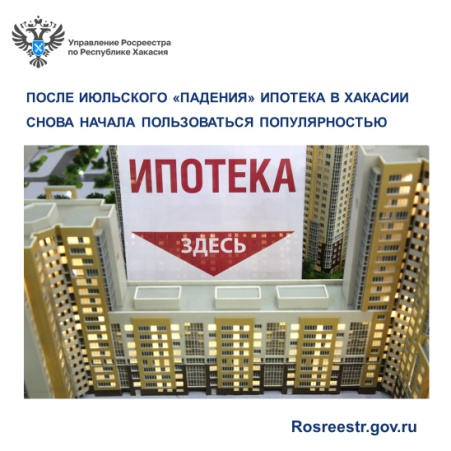 Управление Росреестра
по Республике Хакасия
ПОСЛЕ ИЮЛЬСКОГО «ПАДЕНИЯ» ИПОТЕКА В ХАКАСИИ
СНОВА НАЧАЛА ПОЛЬЗОВАТЬСЯ ПОПУЛЯРНОСТЬЮ
ИПОТЕКА
ЗДЕСЬ
Rosreestr.gov.ru